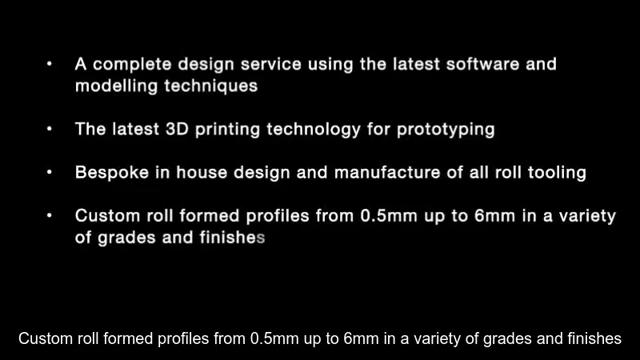 • A complete design service using the latest software and
modelling techniques
• The latest 3D printing technology for prototyping
• Bespoke in house design and manufacture of all roll tooling
• Custom roll formed profiles from 0.5mm up to 6mm in a variety
of grades and finishes
Custom roll formed profiles from 0.5mm up to 6mm in a variety of grades and finishes